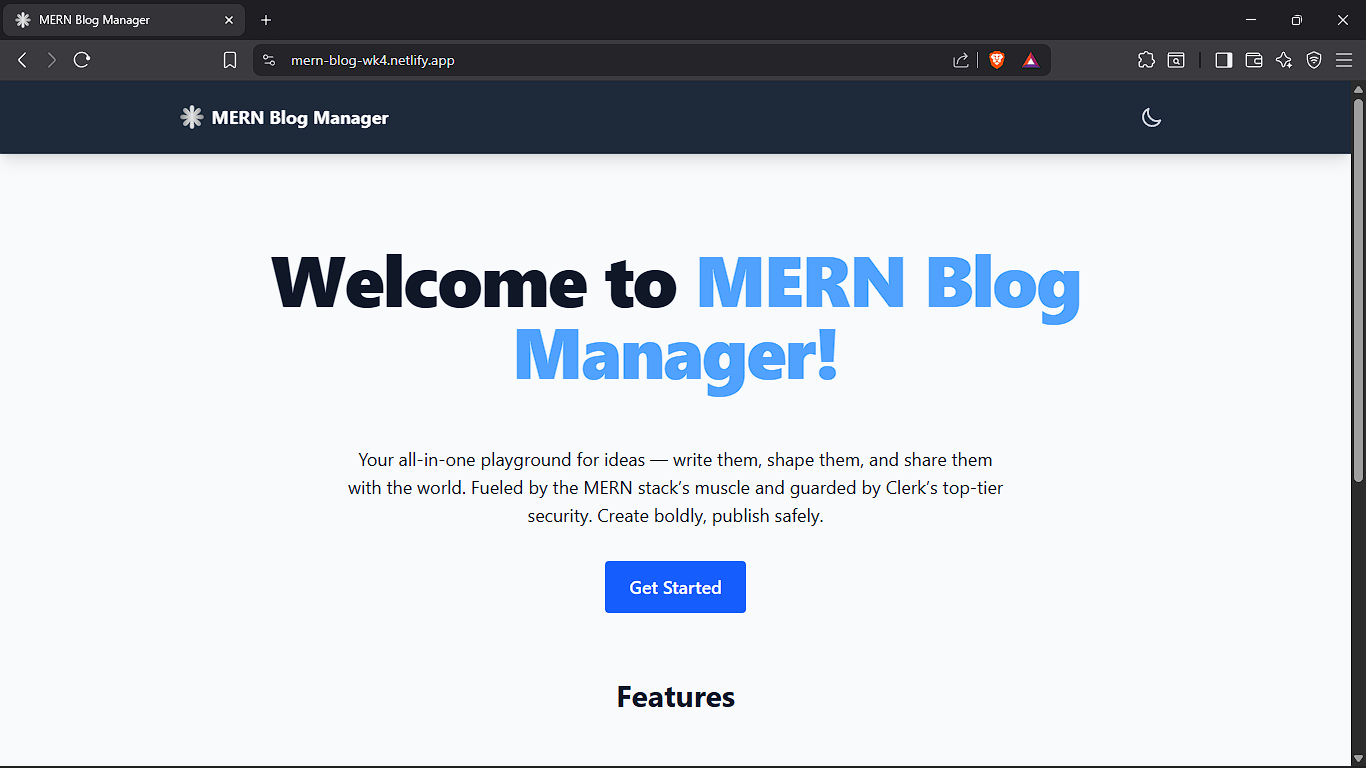 MERN Blog Manager
mern-blog-wk4.netlify.app
MERN Blog Manager
Welcome to MERN Blog
Manager!
Your all-in-one playground for ideas — write them, shape them, and share them
with the world. Fueled by the MERN stack’s muscle and guarded by Clerk’s top-tier
security. Create boldly, publish safely.
Get Started
Features